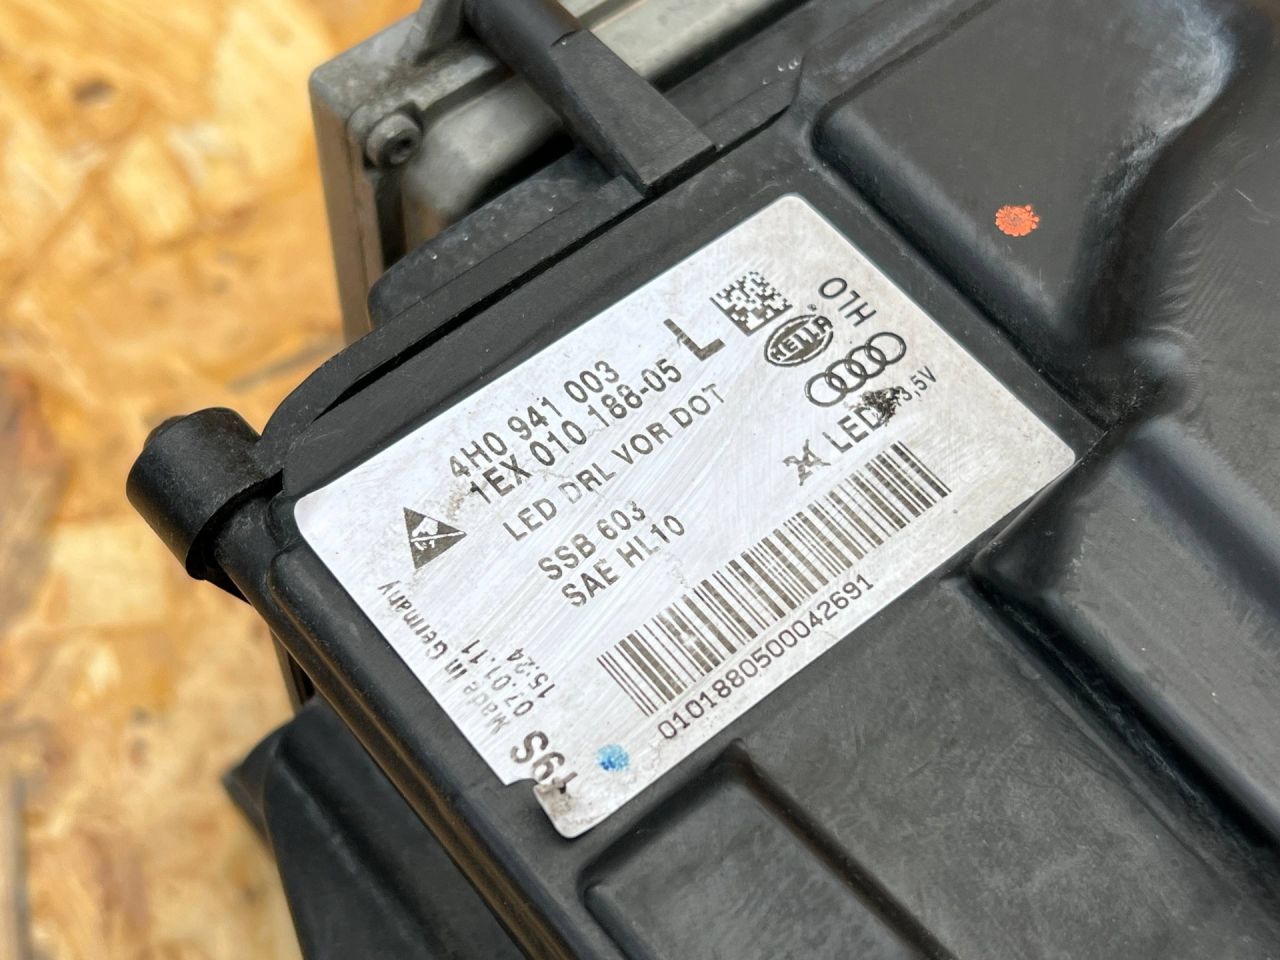 4H0 941 003
1EX 010 188-05 L
LED DRL VOR DOT
SSB 603
SAE HL10
HLO
HELLA®
LED 13,5V
0101880500042691
Made in Germany
07.01.11
15:24